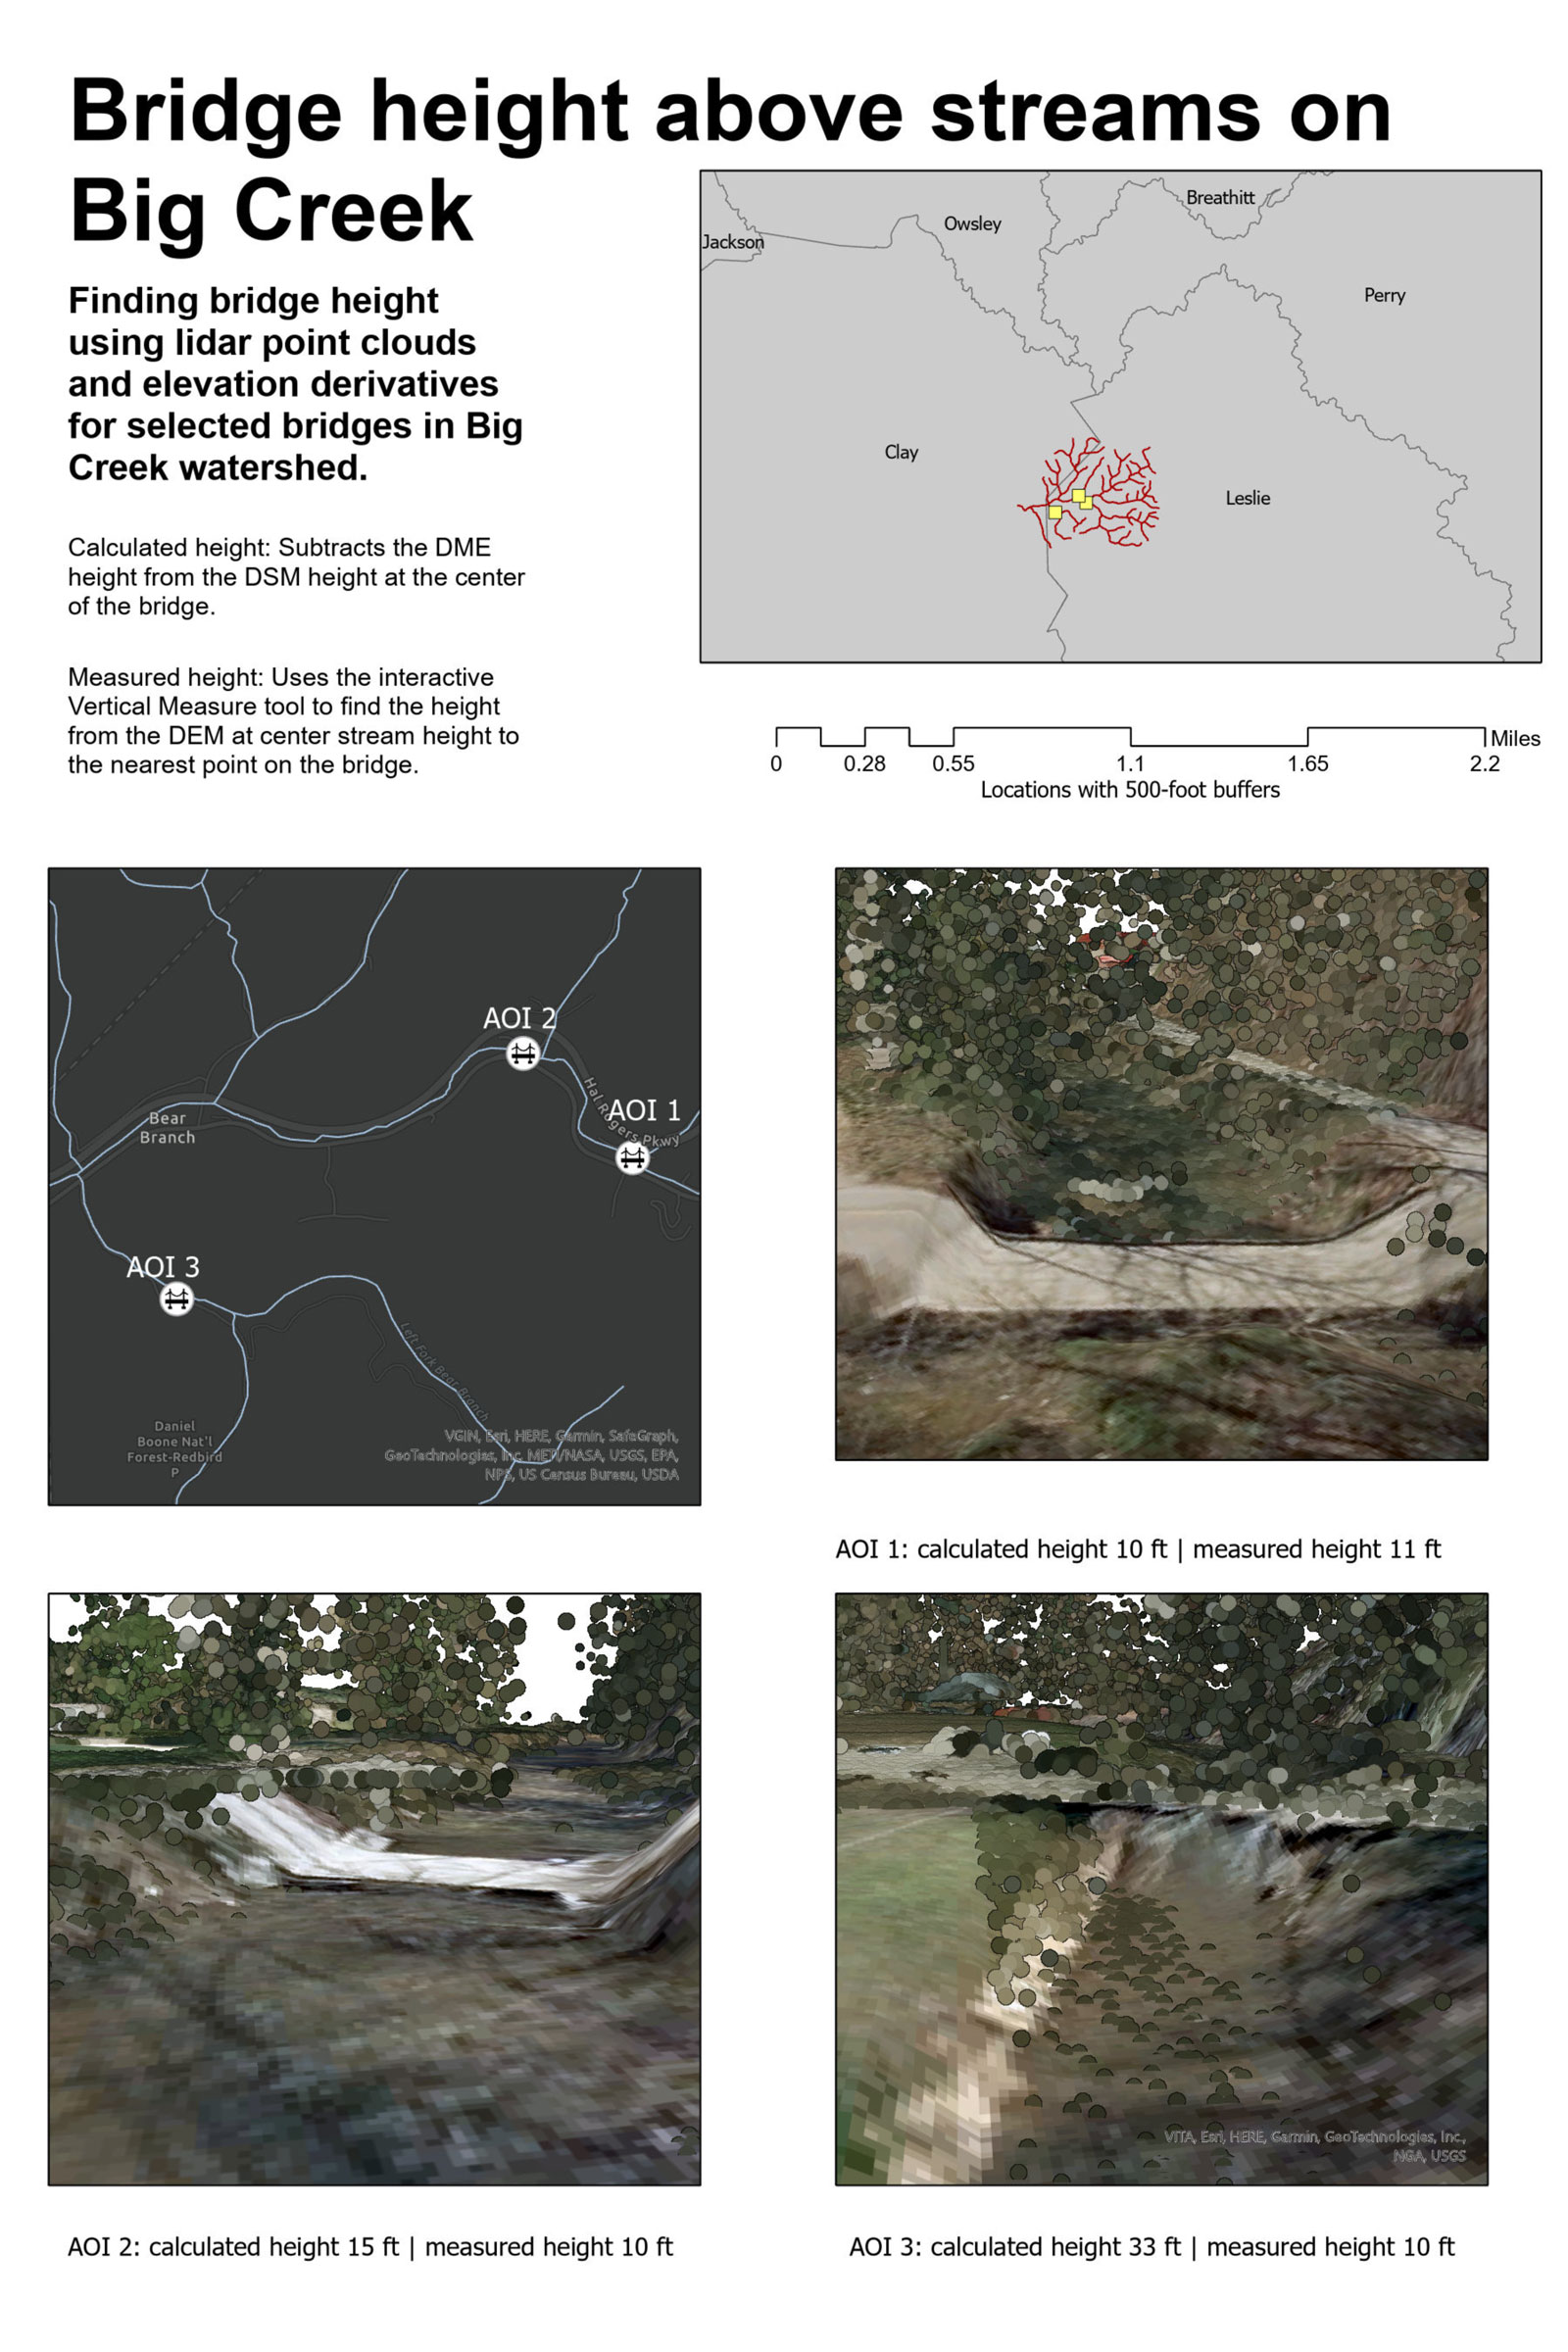 Bridge height above streams on
Big Creek
Finding bridge height
using lidar point clouds
and elevation derivatives
for selected bridges in Big
Creek watershed.
Calculated height: Subtracts the DME
height from the DSM height at the center
of the bridge.
Measured height: Uses the interactive
Vertical Measure tool to find the height
from the DEM at center stream height to
the nearest point on the bridge.
Jackson
Owsley
Breathitt
Perry
Clay
Leslie
0 0.28 0.55 1.1 1.65 2.2 Miles
Locations with 500-foot buffers
AOI 2
AOI 1
Hal Rogers Pkwy
Bear
Branch
AOI 3
Left Fork Bear Branch
Daniel
Boone Nat'l
Forest-Redbird
P
VGIN, Esri, HERE, Garmin, SafeGraph,
GeoTechnologies, Inc, METI/NASA, USGS, EPA,
NPS, US Census Bureau, USDA
AOI 1: calculated height 10 ft | measured height 11 ft
VITA, Esri, HERE, Garmin, GeoTechnologies, Inc.,
NGA, USGS
AOI 2: calculated height 15 ft | measured height 10 ft
AOI 3: calculated height 33 ft | measured height 10 ft